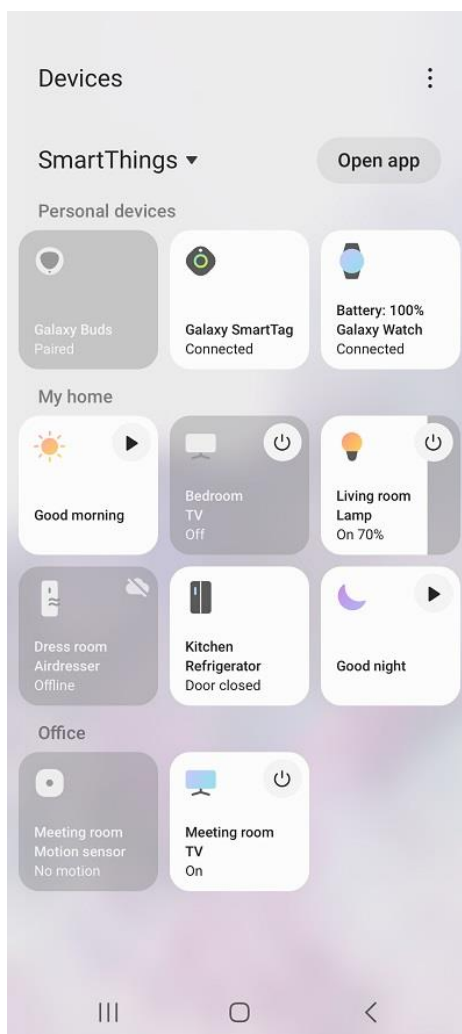 Devices
SmartThings
Open app
Personal devices
Galaxy Buds
Paired
Galaxy SmartTag
Connected
Battery: 100%
Galaxy Watch
Connected
My home
Good morning
Bedroom
TV
Off
Living room
Lamp
On 70%
Dress room
Airdresser
Offline
Kitchen
Refrigerator
Door closed
Good night
Office
Meeting room
Motion sensor
No motion
Meeting room
TV
On